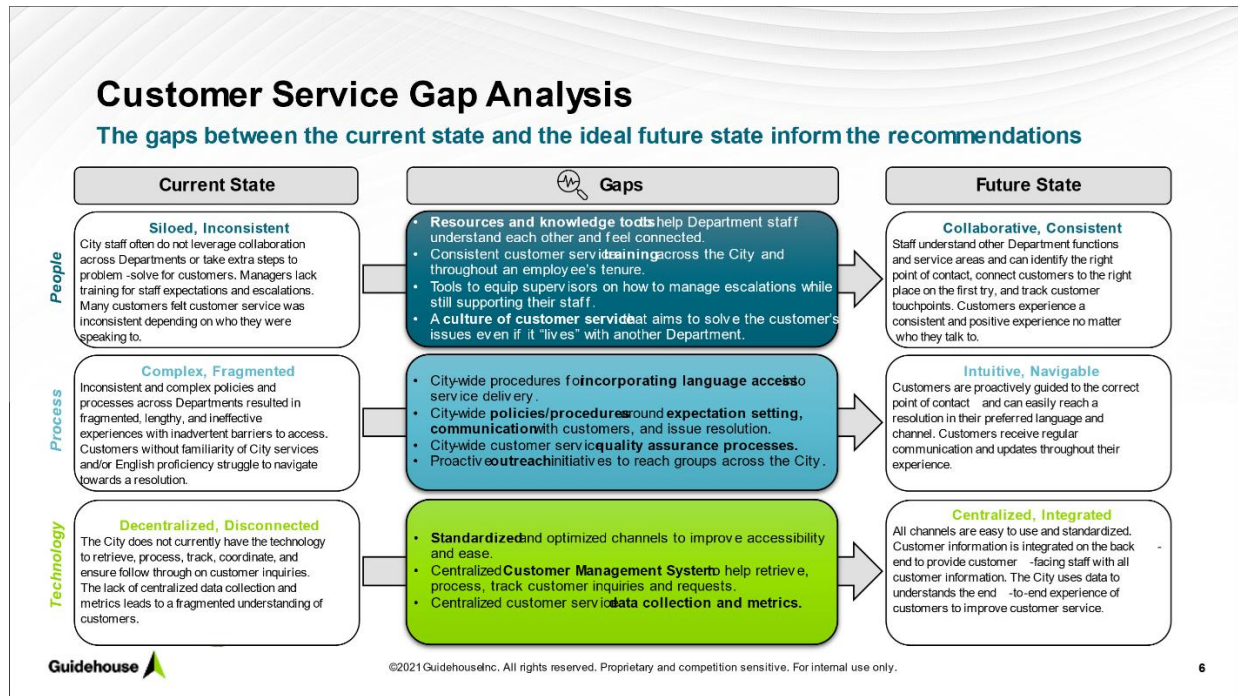 Customer Service Gap Analysis
The gaps between the current state and the ideal future state inform the recommendations
Current State
Gaps
Future State
People
Siloed, Inconsistent
City staff often do not leverage collaboration
across Departments or take extra steps to
problem -solve for customers. Managers lack
training for staff expectations and escalations.
Many customers felt customer service was
inconsistent depending on who they were
speaking to.
• Resources and knowledge tools to help Department staff
understand each other and feel connected.
• Consistent customer service training across the City and
throughout an employee's tenure.
• Tools to equip supervisors on how to manage escalations while
still supporting their staff.
• A culture of customer service that aims to solve the customer's
issues even if it "lives" with another Department.
Collaborative, Consistent
Staff understand other Department functions
and service areas and can identify the right
point of contact, connect customers to the right
place on the first try, and track customer
touchpoints. Customers experience a
consistent and positive experience no matter
who they talk to.
Process
Complex, Fragmented
Inconsistent and complex policies and
processes across Departments resulted in
fragmented, lengthy, and ineffective
experiences with inadvertent barriers to access.
Customers without familiarity of City services
and/or English proficiency struggle to navigate
towards a resolution.
• City-wide procedures for incorporating language access into
service delivery.
• City-wide policies/procedures around expectation setting,
communication with customers, and issue resolution.
• City-wide customer service quality assurance processes.
• Proactive outreach initiatives to reach groups across the City.
Intuitive, Navigable
Customers are proactively guided to the correct
point of contact and can easily reach a
resolution in their preferred language and
channel. Customers receive regular
communication and updates throughout their
experience.
Technology
Decentralized, Disconnected
The City does not currently have the technology
to retrieve, process, track, coordinate, and
ensure follow through on customer inquiries.
The lack of centralized data collection and
metrics leads to a fragmented understanding of
customers.
• Standardized and optimized channels to improve accessibility
and ease.
• Centralized Customer Management System to help retrieve,
process, track customer inquiries and requests.
• Centralized customer service data collection and metrics.
Centralized, Integrated
All channels are easy to use and standardized.
Customer information is integrated on the back -
end to provide customer -facing staff with all
customer information. The City uses data to
understands the end -to-end experience of
customers to improve customer service.
Guidehouse
©2021 Guidehouse Inc. All rights reserved. Proprietary and competition sensitive. For internal use only.
6